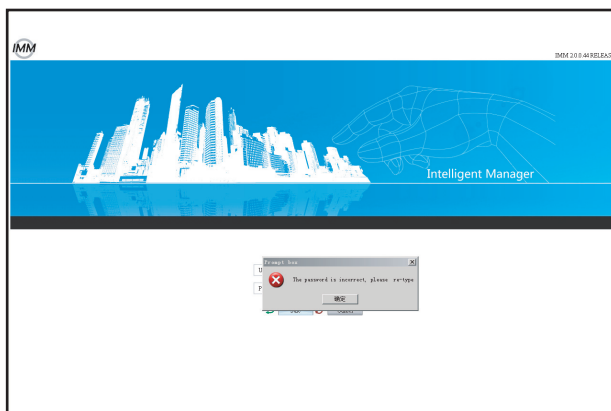 IMM
IMM 2.0.0.44 RELEAS
Intelligent Manager
Prompt box
U
The password is incorrect, please re-type
P
确定